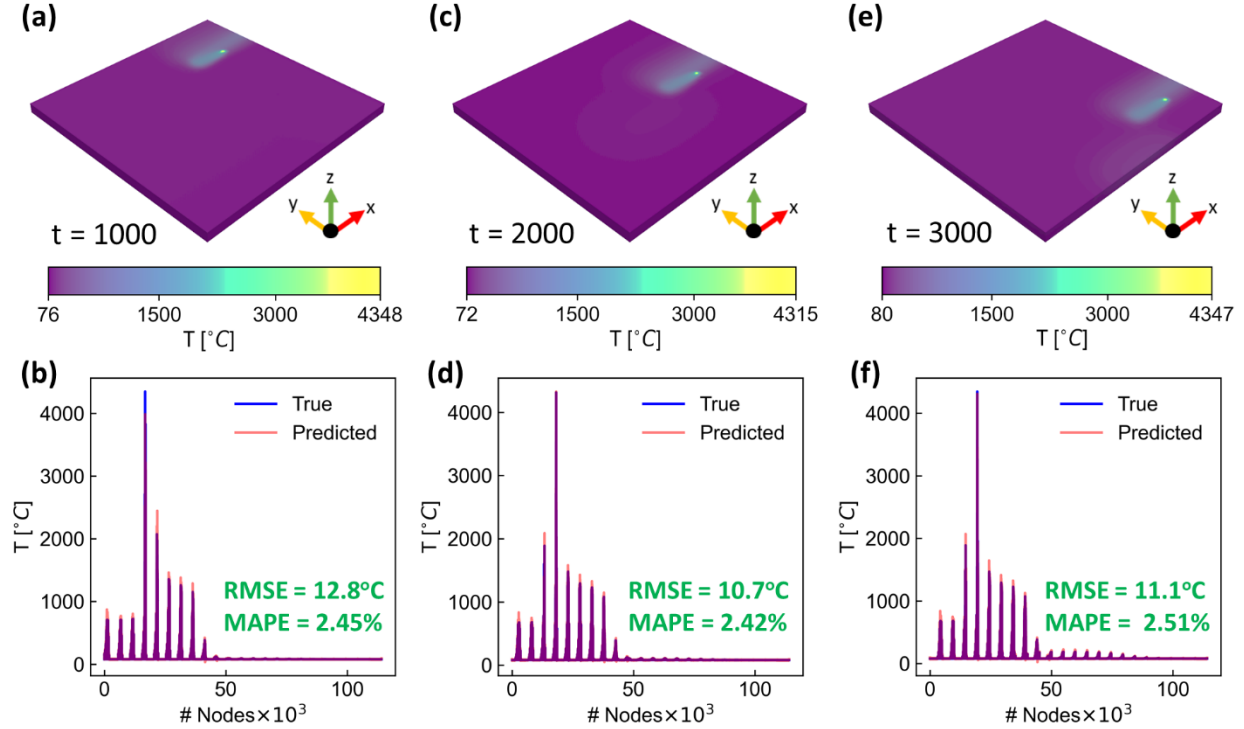 (a)
z
y
x
t = 1000
76
1500
3000
4348
T [°C]
(c)
z
y
x
t = 2000
72
1500
3000
4315
T [°C]
(e)
z
y
x
t = 3000
80
1500
3000
4347
T [°C]
(b)
T [°C]
4000
3000
2000
1000
0
True
Predicted
RMSE = 12.8°C
MAPE = 2.45%
0
50
100
# Nodes×10³
(d)
T [°C]
4000
3000
2000
1000
0
True
Predicted
RMSE = 10.7°C
MAPE = 2.42%
0
50
100
# Nodes×10³
(f)
T [°C]
4000
3000
2000
1000
0
True
Predicted
RMSE = 11.1°C
MAPE = 2.51%
0
50
100
# Nodes×10³